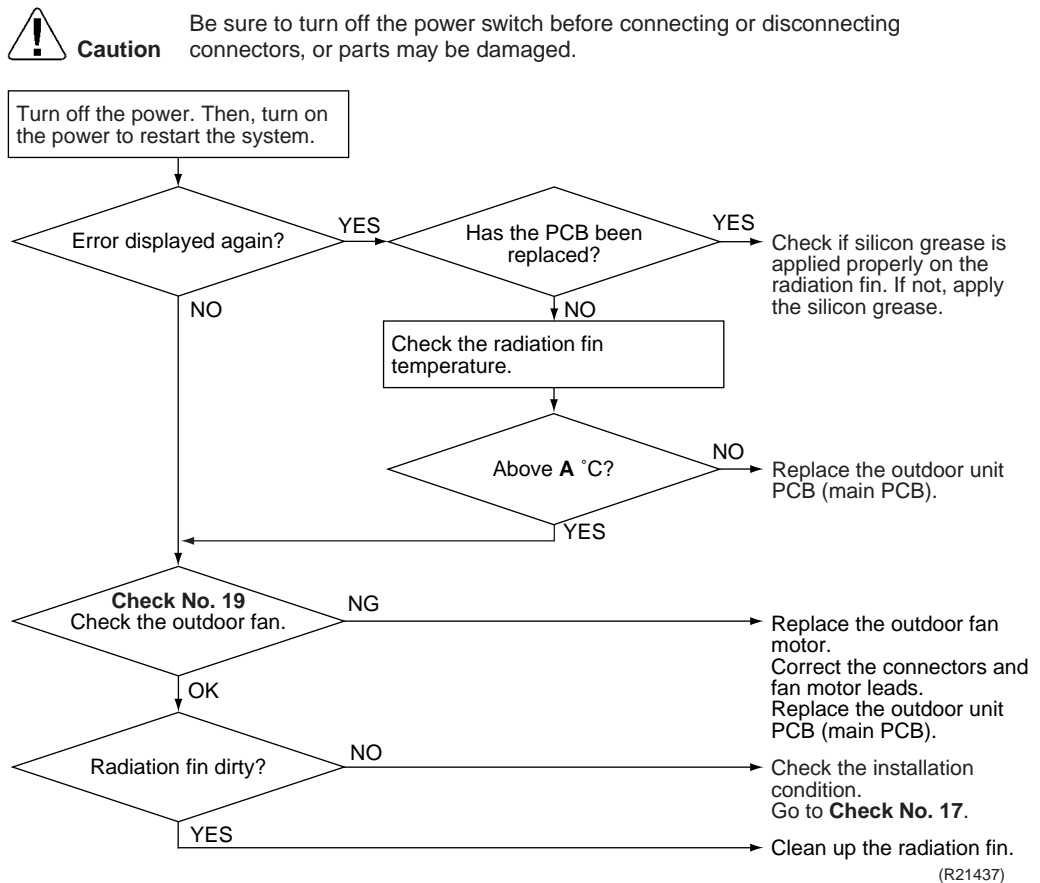 Caution
Be sure to turn off the power switch before connecting or disconnecting
connectors, or parts may be damaged.
Turn off the power. Then, turn on
the power to restart the system.
Error displayed again?
YES
Has the PCB been
replaced?
YES
Check if silicon grease is
applied properly on the
radiation fin. If not, apply
the silicon grease.
NO
NO
Check the radiation fin
temperature.
Above A ˚C?
NO
Replace the outdoor unit
PCB (main PCB).
YES
Check No. 19
Check the outdoor fan.
NG
Replace the outdoor fan
motor.
Correct the connectors and
fan motor leads.
Replace the outdoor unit
PCB (main PCB).
OK
Radiation fin dirty?
NO
Check the installation
condition.
Go to Check No. 17.
YES
Clean up the radiation fin.
(R21437)